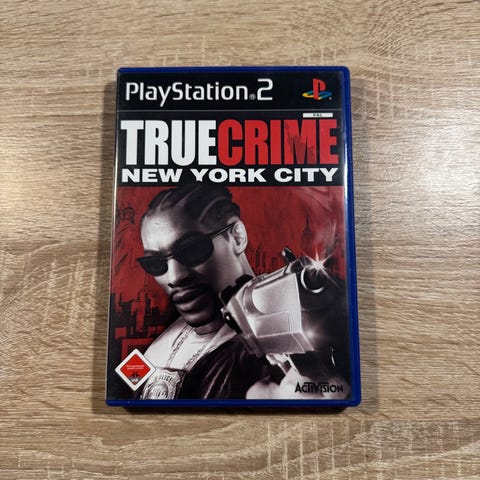 PlayStation®2
PAL
TRUE CRIME
NEW YORK CITY
ACTIVISION